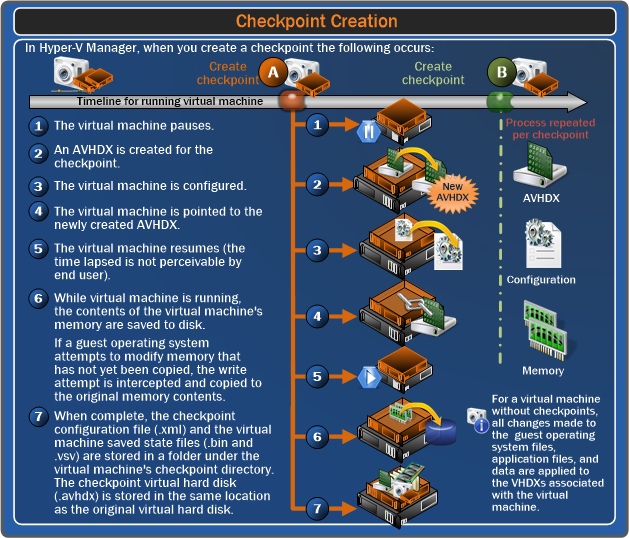 Checkpoint Creation
In Hyper-V Manager, when you create a checkpoint the following occurs:
Create
checkpoint
A
Create
checkpoint
B
Timeline for running virtual machine
Process repeated
per checkpoint
1 The virtual machine pauses.
2 An AVHDX is created for the
checkpoint.
3 The virtual machine is configured.
4 The virtual machine is pointed to the
newly created AVHDX.
5 The virtual machine resumes (the
time lapsed is not perceivable by
end user).
6 While virtual machine is running,
the contents of the virtual machine's
memory are saved to disk.
If a guest operating system
attempts to modify memory that
has not yet been copied, the write
attempt is intercepted and copied to
the original memory contents.
7 When complete, the checkpoint
configuration file (.xml) and the virtual
machine saved state files (.bin and
.vsv) are stored in a folder under the
virtual machine's checkpoint directory.
The checkpoint virtual hard disk
(.avhdx) is stored in the same location
as the original virtual hard disk.
1
2
New
AVHDX
3
4
5
6
7
AVHDX
Configuration
Memory
i
For a virtual machine
without checkpoints,
all changes made to
the guest operating
system files,
application files, and
data are applied to
the VHDXs associated
with the virtual
machine.